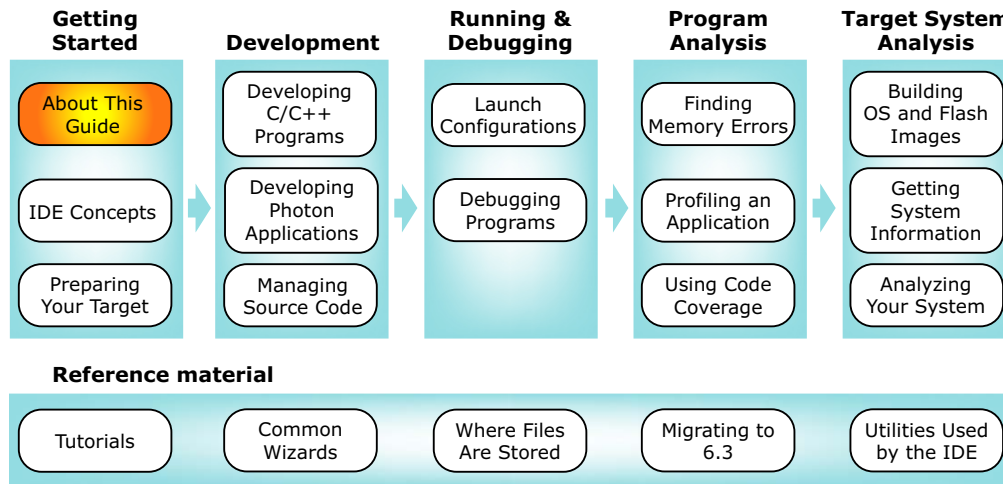 Getting
Started
About This
Guide
IDE Concepts
Preparing
Your Target
Development
Developing
C/C++
Programs
Developing
Photon
Applications
Managing
Source Code
Running &
Debugging
Launch
Configurations
Debugging
Programs
Program
Analysis
Finding
Memory Errors
Profiling an
Application
Using Code
Coverage
Target System
Analysis
Building
OS and Flash
Images
Getting
System
Information
Analyzing
Your System
Reference material
Tutorials
Common
Wizards
Where Files
Are Stored
Migrating to
6.3
Utilities Used
by the IDE